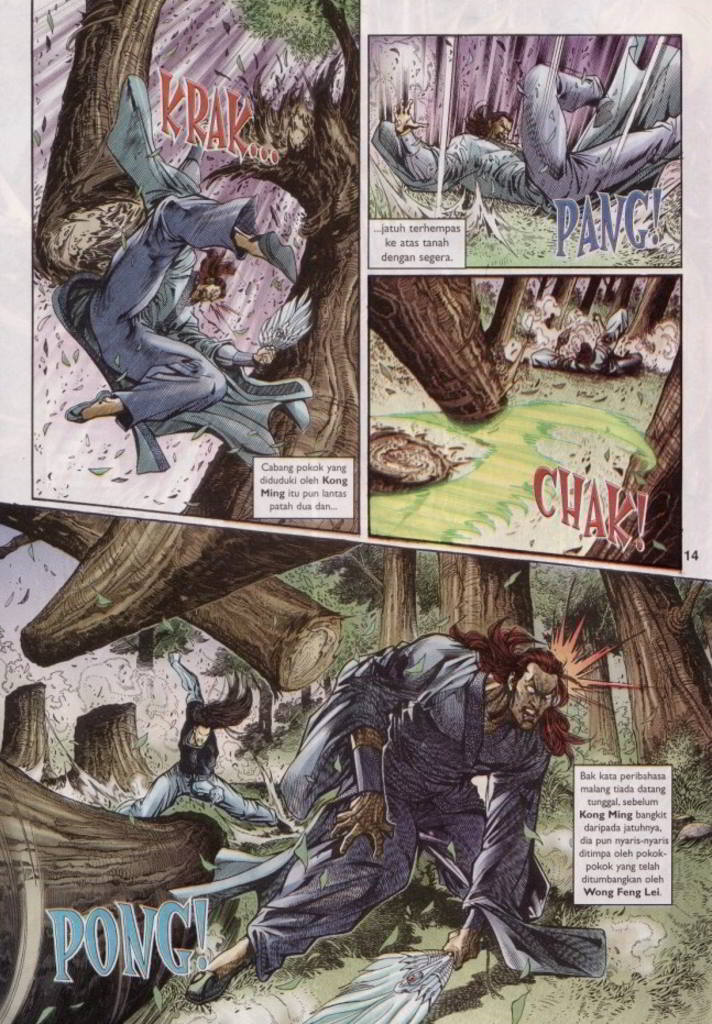 KRAK...
Cabang pokok yang
diduduki oleh Kong
Ming itu pun lantas
patah dua dan...
...jatuh terhempas
ke atas tanah
dengan segera.
PANG!
CHAK!
14
Bak kata peribahasa
malang tiada datang
tunggal, sebelum
Kong Ming bangkit
daripada jatuhnya,
dia pun nyaris-nyaris
ditimpa oleh pokok-
pokok yang telah
ditumbangkan oleh
Wong Feng Lei.
PONG!